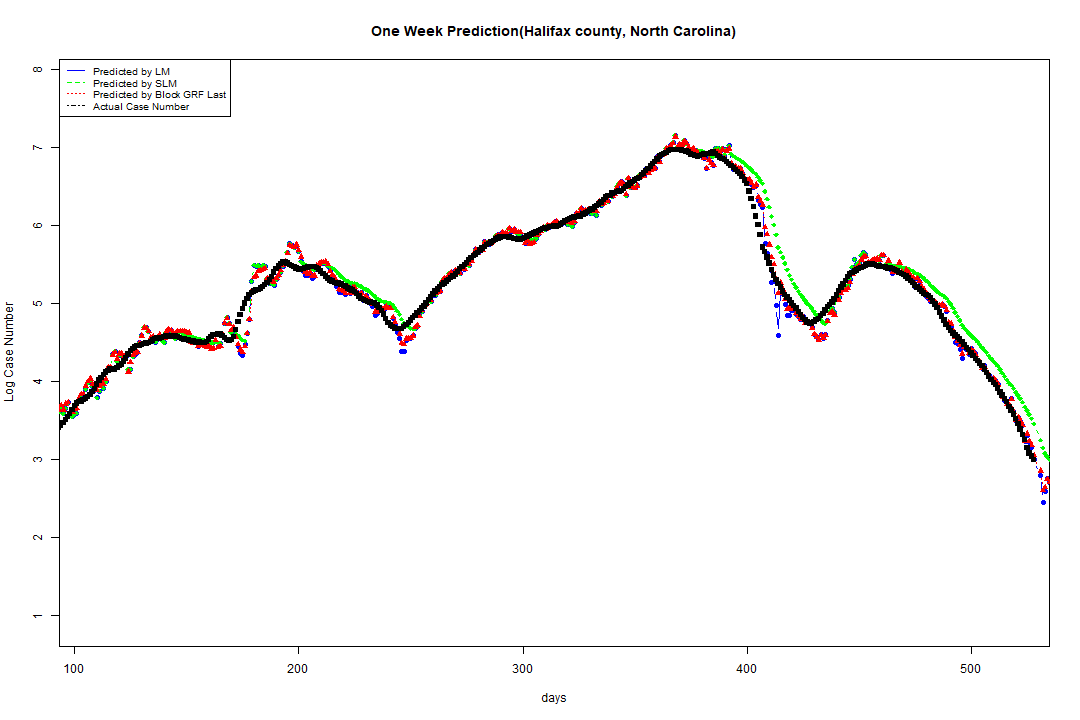 One Week Prediction(Halifax county, North Carolina)
Predicted by LM
Predicted by SLM
Predicted by Block GRF Last
Actual Case Number
Log Case Number
8
7
6
5
4
3
2
1
100 200 300 400 500
days